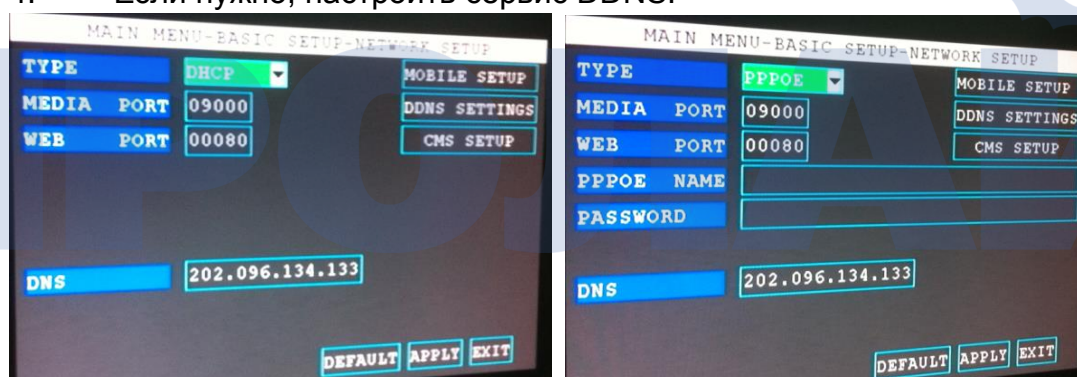 4. Если нужно, настроить сервис DDNS.
MAIN MENU-BASIC SETUP-NETWORK SETUP
TYPE DHCP MOBILE SETUP
MEDIA PORT 09000 DDNS SETTINGS
WEB PORT 00080 CMS SETUP
DNS 202.096.134.133
DEFAULT APPLY EXIT
MAIN MENU-BASIC SETUP-NETWORK SETUP
TYPE PPPOE MOBILE SETUP
MEDIA PORT 09000 DDNS SETTINGS
WEB PORT 00080 CMS SETUP
PPPOE NAME
PASSWORD
DNS 202.096.134.133
DEFAULT APPLY EXIT